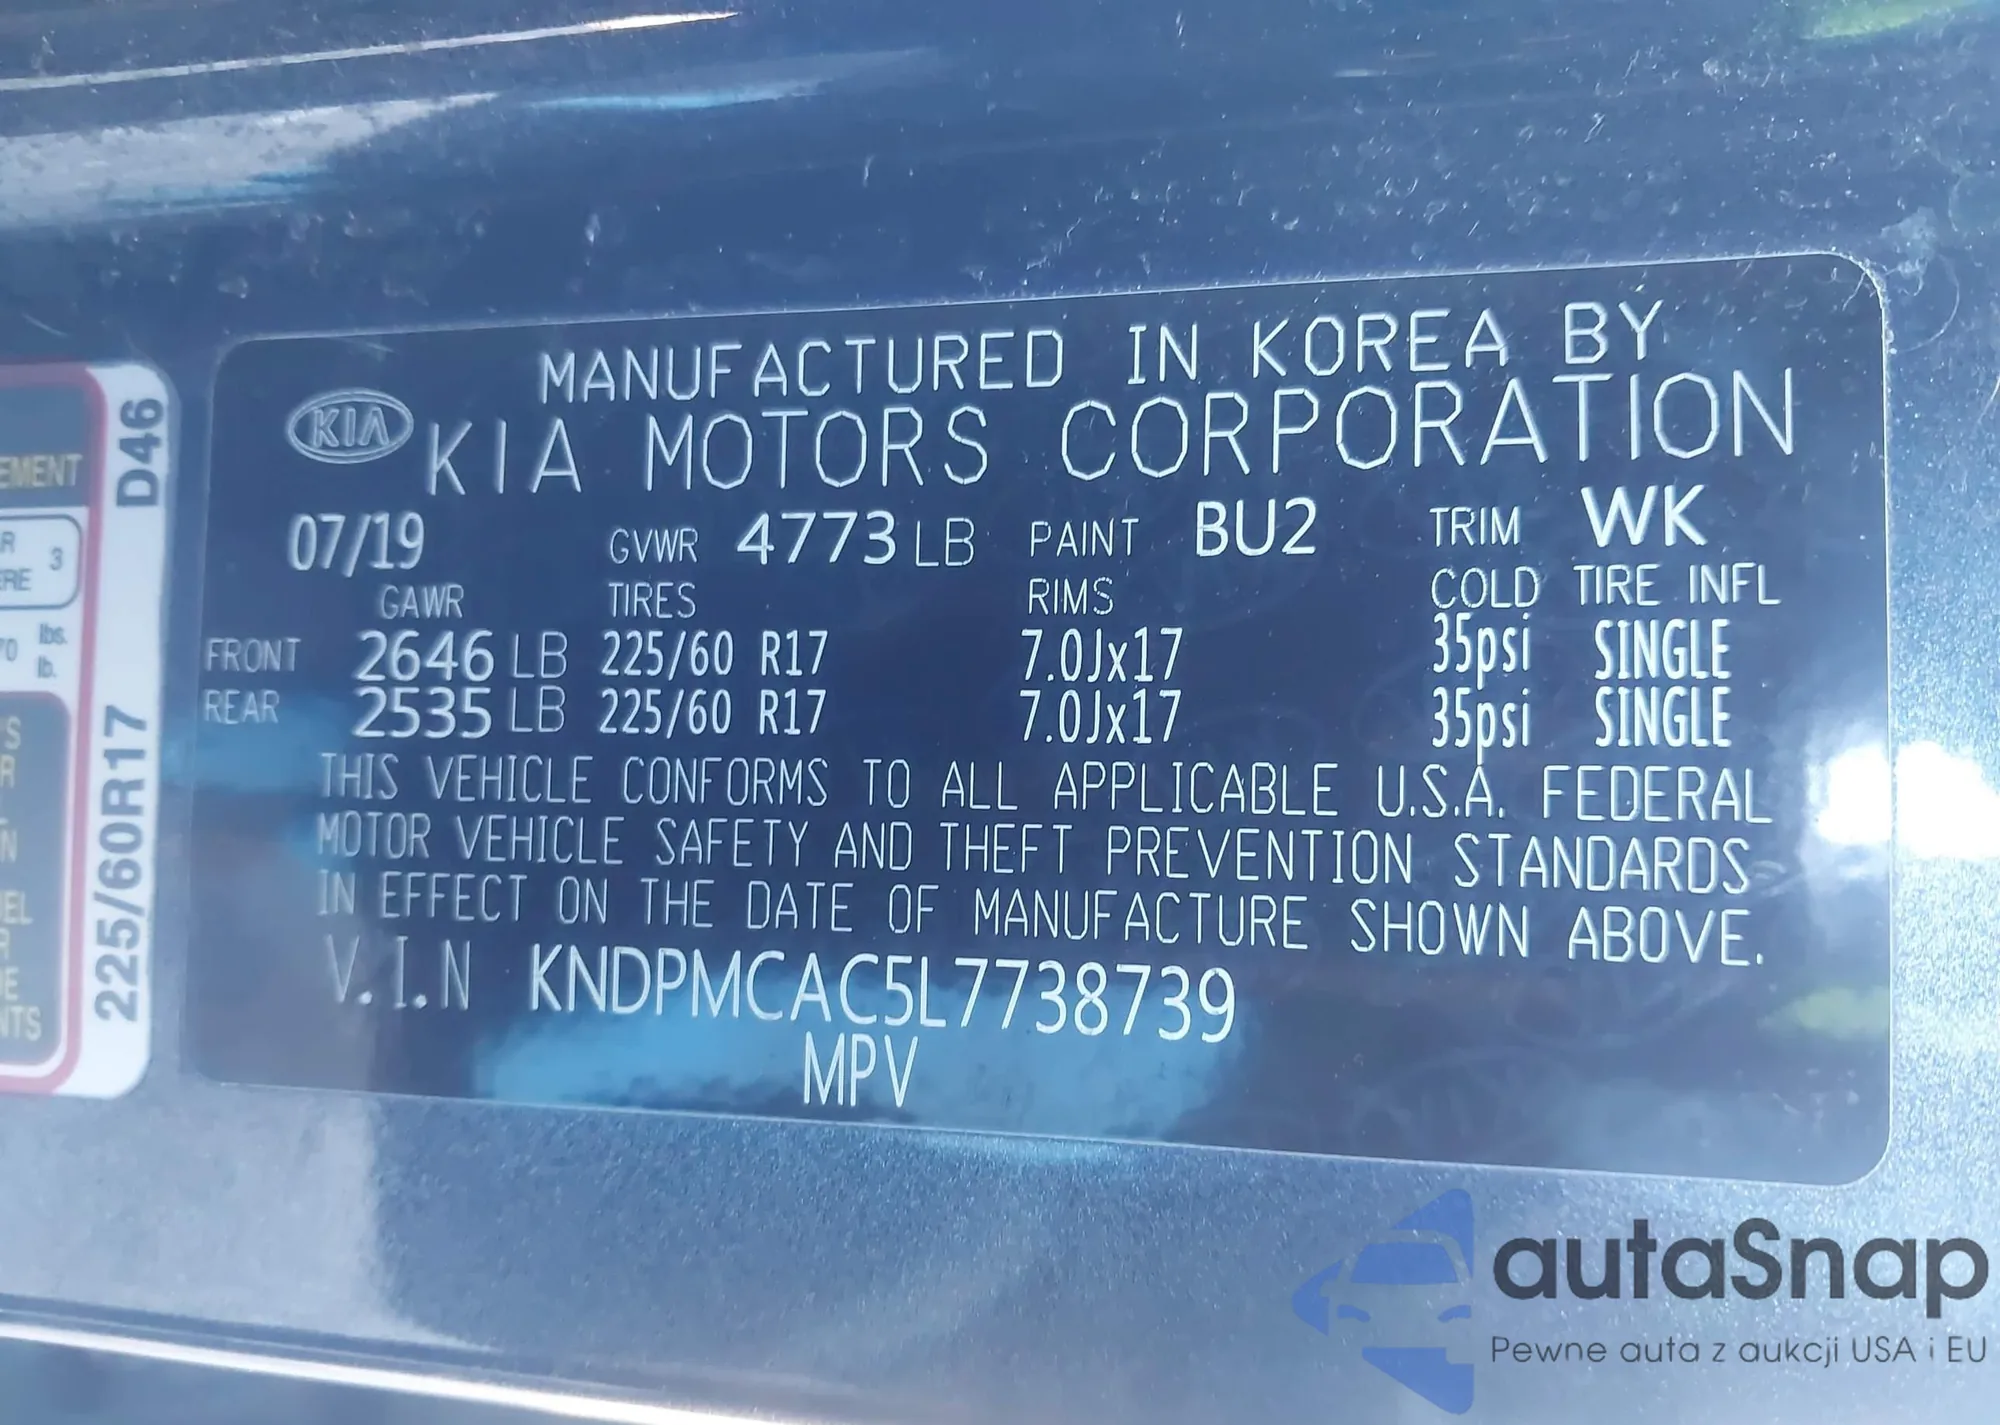 MANUFACTURED IN KOREA BY
KIA KIA MOTORS CORPORATION
07/19 GVWR 4773 LB PAINT BU2 TRIM WK
GAWR TIRES RIMS COLD TIRE INFL
FRONT 2646 LB 225/60 R17 7.0Jx17 35psi SINGLE
REAR 2535 LB 225/60 R17 7.0Jx17 35psi SINGLE
THIS VEHICLE CONFORMS TO ALL APPLICABLE U.S.A. FEDERAL
MOTOR VEHICLE SAFETY AND THEFT PREVENTION STANDARDS
IN EFFECT ON THE DATE OF MANUFACTURE SHOWN ABOVE.
V.I.N KNDPMCAC5L7738739
MPV
D46
225/60R17
3
lbs.
lb.
autaSnap
Pewne auta z aukcji USA i EU